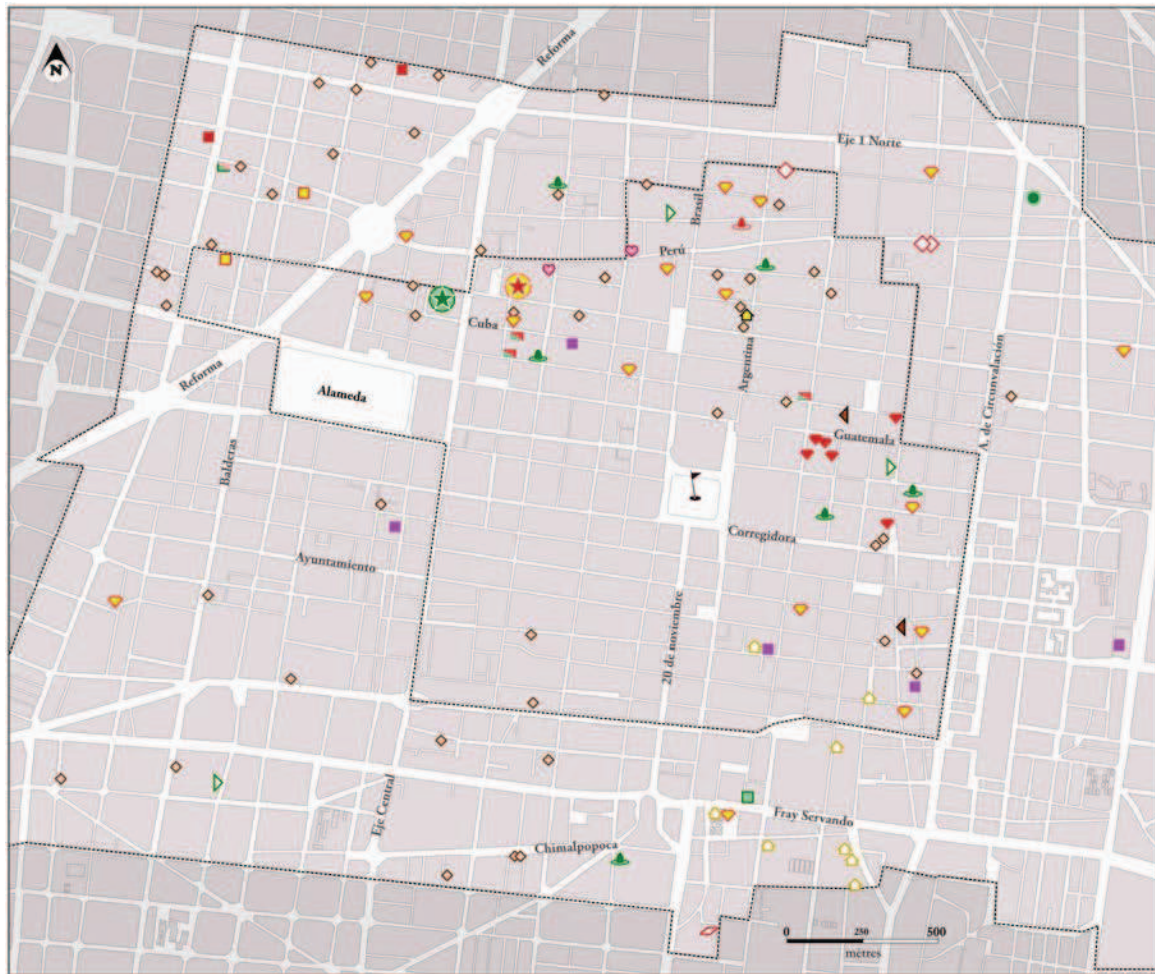 N
Reforma
Eje 1 Norte
Brasil
Perú
Cuba
Reforma
Argentina
Alameda
A. de Circunvalación
Guatemala
Balderas
Corregidora
Ayuntamiento
20 de noviembre
Eje Central
Fray Servando
Chimalpopoca
0 250 500
mètres